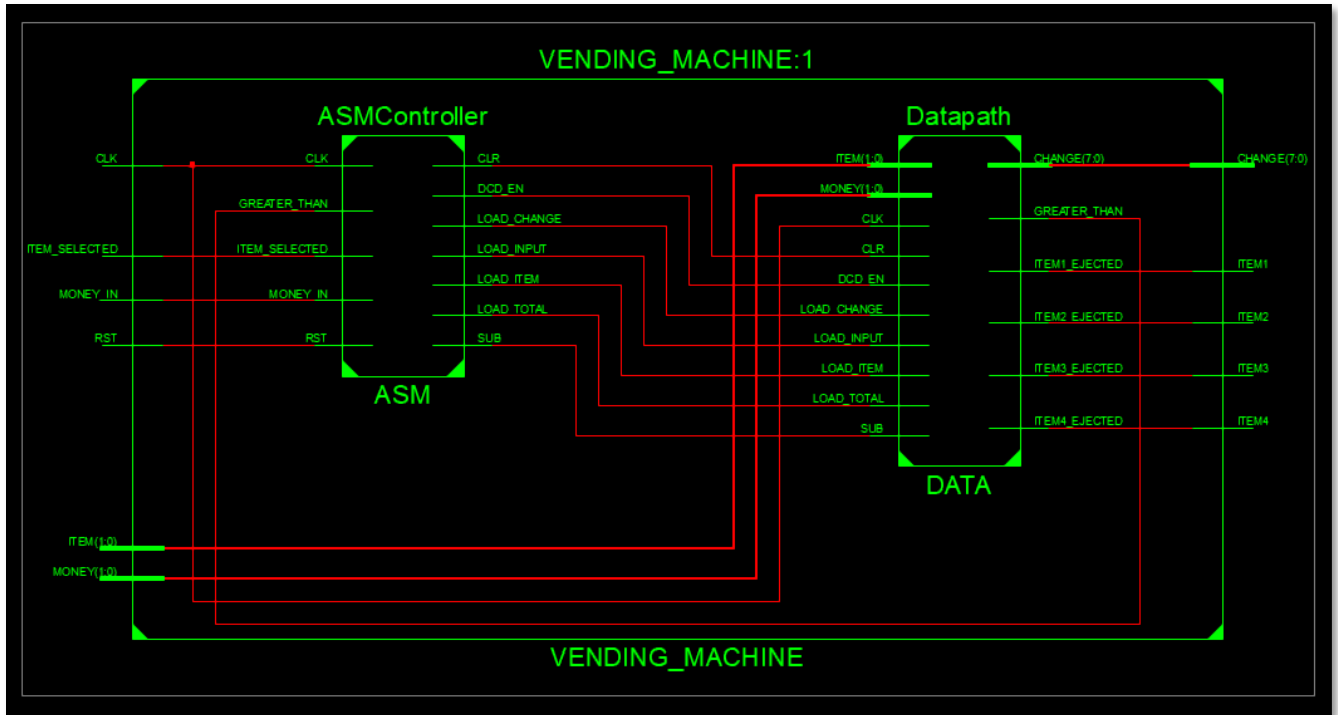 VENDING_MACHINE:1
ASMController
Datapath
CLK
CLK
CLR
ITEM(1:0)
CHANGE(7:0)
CHANGE(7:0)
DCD_EN
MONEY(1:0)
GREATER_THAN
LOAD_CHANGE
CLK
GREATER_THAN
ITEM_SELECTED
ITEM_SELECTED
LOAD_INPUT
CLR
ITEM1_EJECTED
ITEM1
LOAD_ITEM
DCD_EN
MONEY_IN
MONEY_IN
LOAD_TOTAL
LOAD_CHANGE
ITEM2_EJECTED
ITEM2
RST
RST
SUB
LOAD_INPUT
LOAD_ITEM
ITEM3_EJECTED
ITEM3
ASM
LOAD_TOTAL
SUB
ITEM4_EJECTED
ITEM4
DATA
ITEM(1:0)
MONEY(1:0)
VENDING_MACHINE